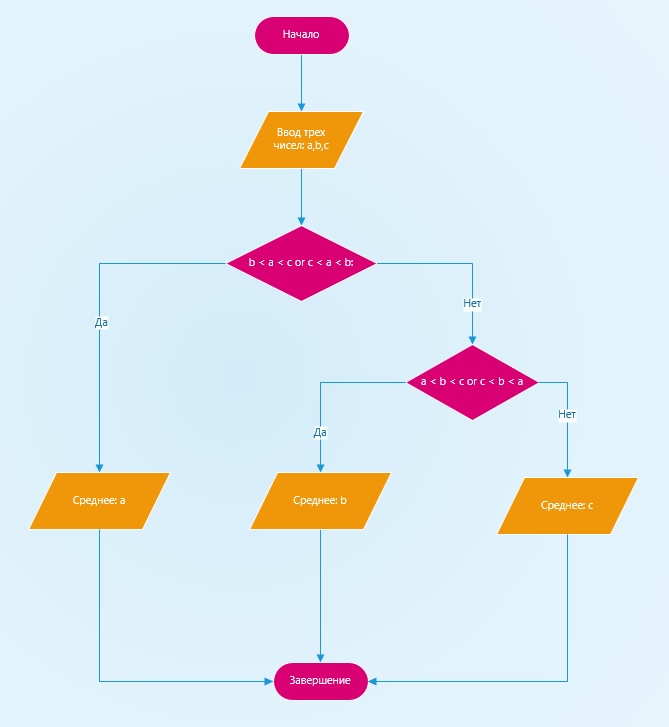 Начало
Ввод трех
чисел: a,b,c
b < a < c or c < a < b:
Да
Нет
a < b < c or c < b < a
Да
Нет
Среднее: a
Среднее: b
Среднее: c
Завершение